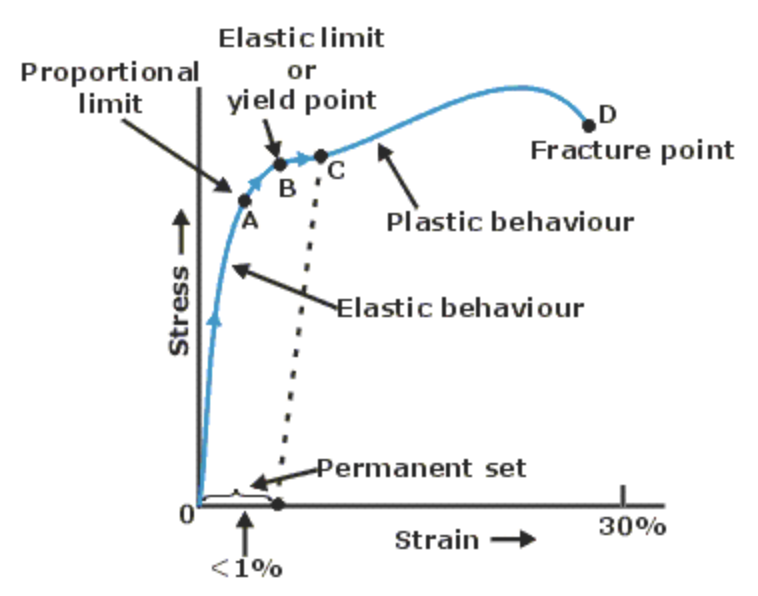 Elastic limit
or
yield point
Proportional
limit
D
Fracture point
C
B
A
Plastic behaviour
Stress
Elastic behaviour
Permanent set
0
30%
Strain
<1%